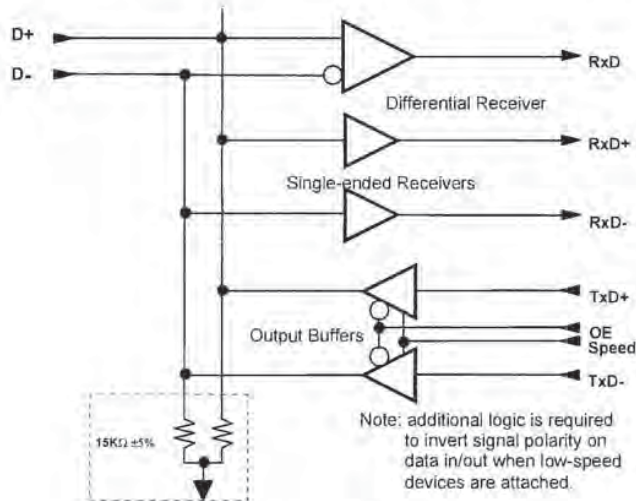 D+
RxD
D-
Differential Receiver
RxD+
Single-ended Receivers
RxD-
TxD+
Output Buffers
OE
Speed
TxD-
15KΩ ±5%
Note: additional logic is required
to invert signal polarity on
data in/out when low-speed
devices are attached.